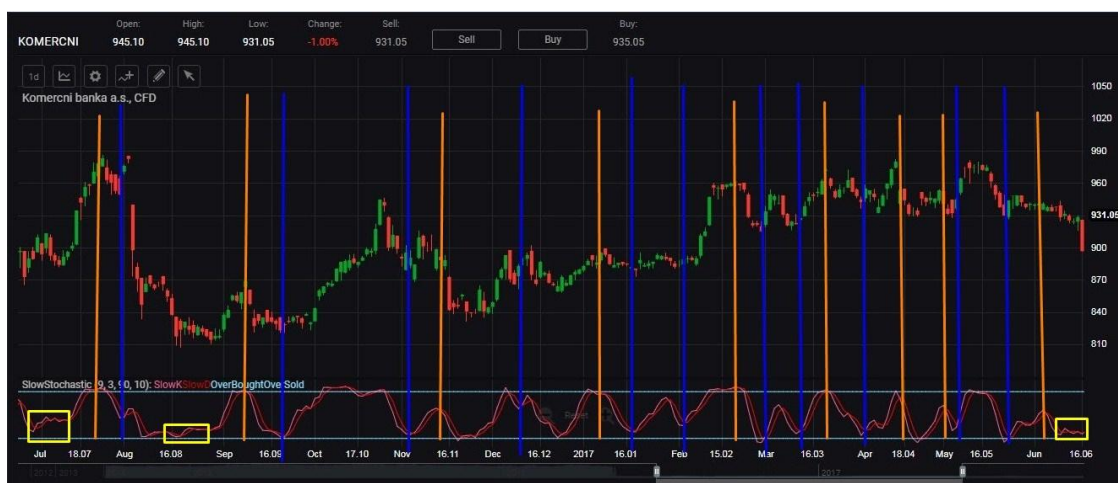 Open: High: Low: Change: Sell: Buy:
KOMERCNI 945.10 945.10 931.05 -1.00% 931.05 Sell Buy 935.05
1d
Komercni banka a.s., CFD
1050
1020
990
960
931.05
900
870
840
810
SlowStochastic (9, 3, 90, 10): SlowKSlowDOverBoughtOverSold
Reset
Jul 18.07 Aug 16.08 Sep 16.09 Oct 17.10 Nov 16.11 Dec 16.12 2017 16.01 Feb 15.02 Mar 16.03 Apr 18.04 May 16.05 Jun 16.06
2017